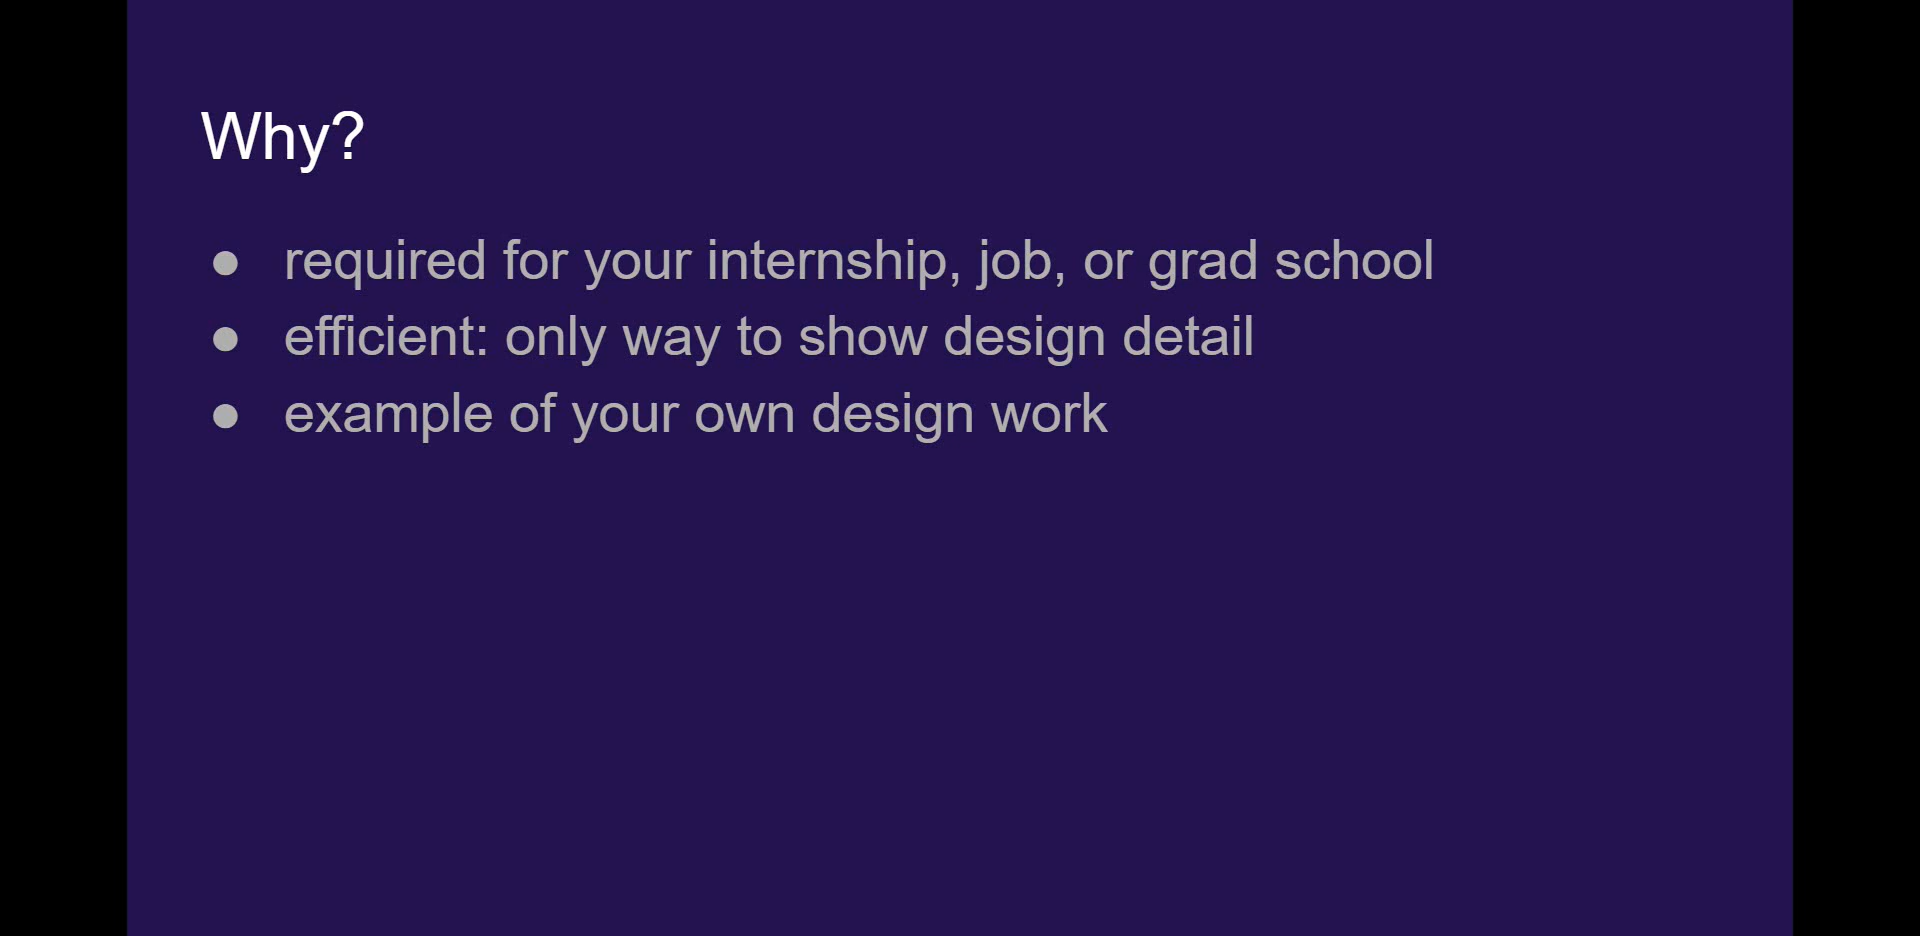 Why?
● required for your internship, job, or grad school
● efficient: only way to show design detail
● example of your own design work